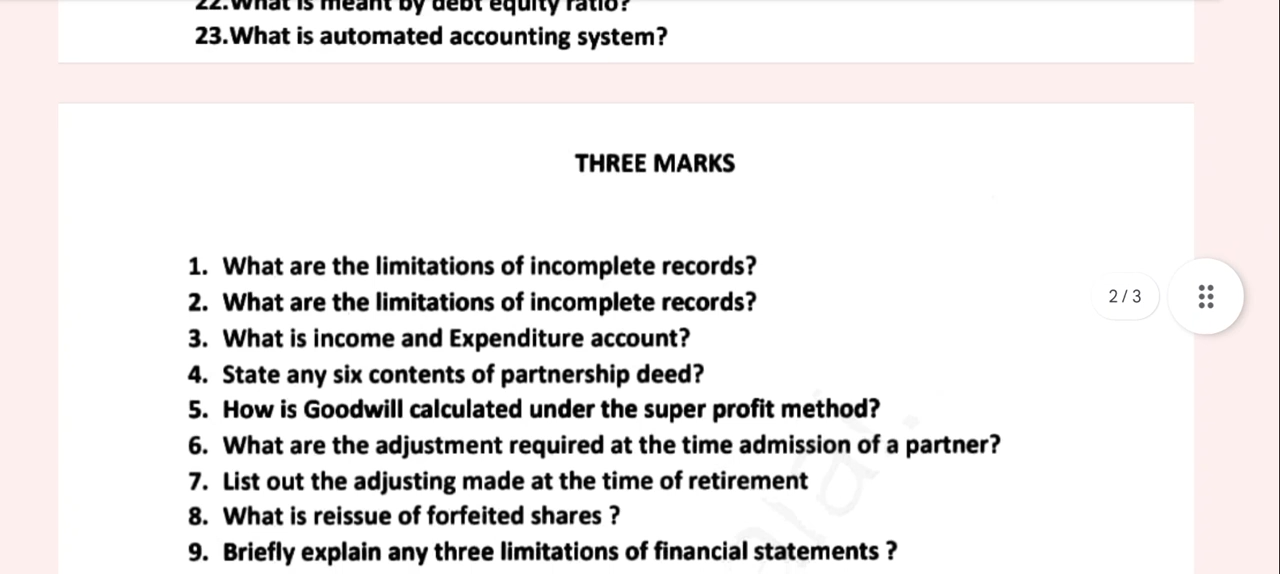 22.What is meant by debt equity ratio?
23.What is automated accounting system?
THREE MARKS
1. What are the limitations of incomplete records?
2. What are the limitations of incomplete records?
2/3
3. What is income and Expenditure account?
4. State any six contents of partnership deed?
5. How is Goodwill calculated under the super profit method?
6. What are the adjustment required at the time admission of a partner?
7. List out the adjusting made at the time of retirement
8. What is reissue of forfeited shares ?
9. Briefly explain any three limitations of financial statements ?